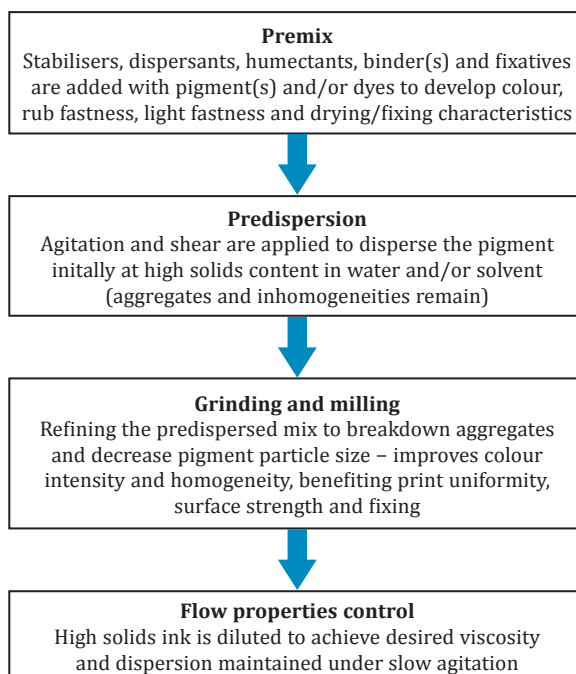 Premix
Stabilisers, dispersants, humectants, binder(s) and fixatives
are added with pigment(s) and/or dyes to develop colour,
rub fastness, light fastness and drying/fixing characteristics
Predispersion
Agitation and shear are applied to disperse the pigment
initally at high solids content in water and/or solvent
(aggregates and inhomogeneities remain)
Grinding and milling
Refining the predispersed mix to breakdown aggregates
and decrease pigment particle size – improves colour
intensity and homogeneity, benefiting print uniformity,
surface strength and fixing
Flow properties control
High solids ink is diluted to achieve desired viscosity
and dispersion maintained under slow agitation